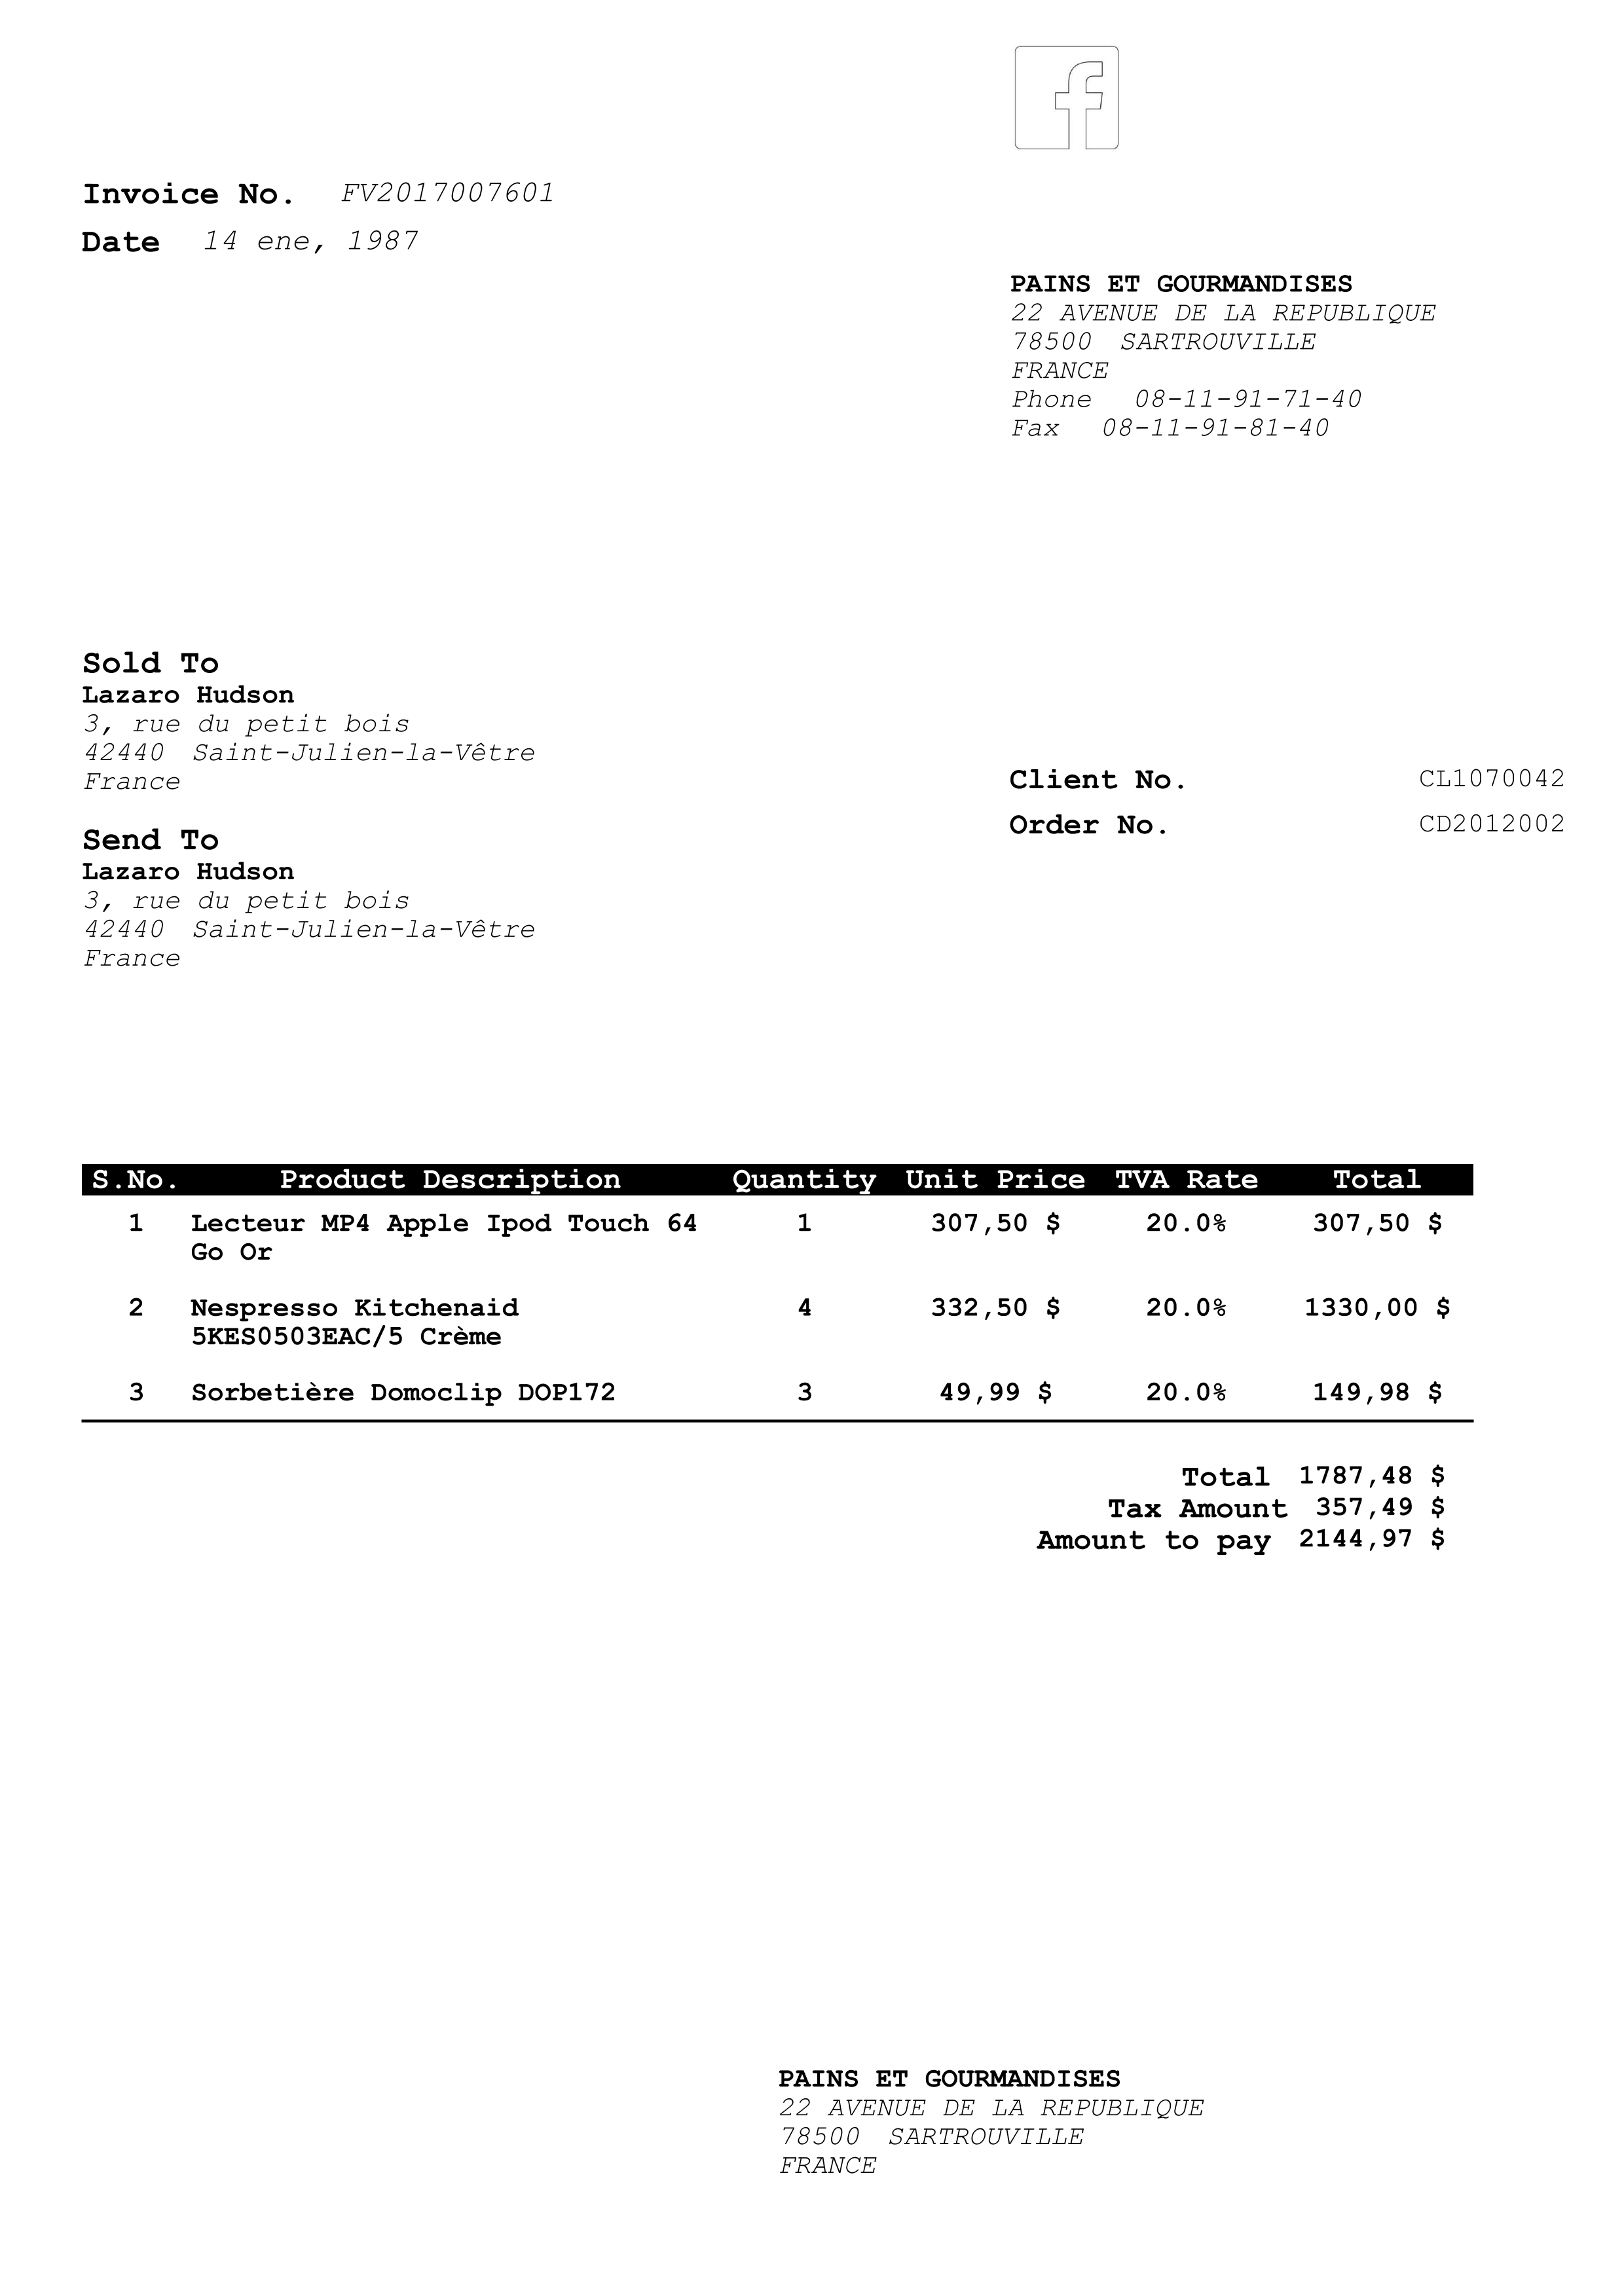 Invoice No. FV2017007601
Date 14 ene, 1987
PAINS ET GOURMANDISES
22 AVENUE DE LA REPUBLIQUE
78500 SARTROUVILLE
FRANCE
Phone 08-11-91-71-40
Fax 08-11-91-81-40
Sold To
Lazaro Hudson
3, rue du petit bois
42440 Saint-Julien-la-Vêtre
France
Send To
Lazaro Hudson
3, rue du petit bois
42440 Saint-Julien-la-Vêtre
France
Client No. CL1070042
Order No. CD2012002
S.No. Product Description Quantity Unit Price TVA Rate Total
1 Lecteur MP4 Apple Ipod Touch 64 1 307,50 $ 20.0% 307,50 $
Go Or
2 Nespresso Kitchenaid 4 332,50 $ 20.0% 1330,00 $
5KES0503EAC/5 Crème
3 Sorbetière Domoclip DOP172 3 49,99 $ 20.0% 149,98 $
Total 1787,48 $
Tax Amount 357,49 $
Amount to pay 2144,97 $
PAINS ET GOURMANDISES
22 AVENUE DE LA REPUBLIQUE
78500 SARTROUVILLE
FRANCE